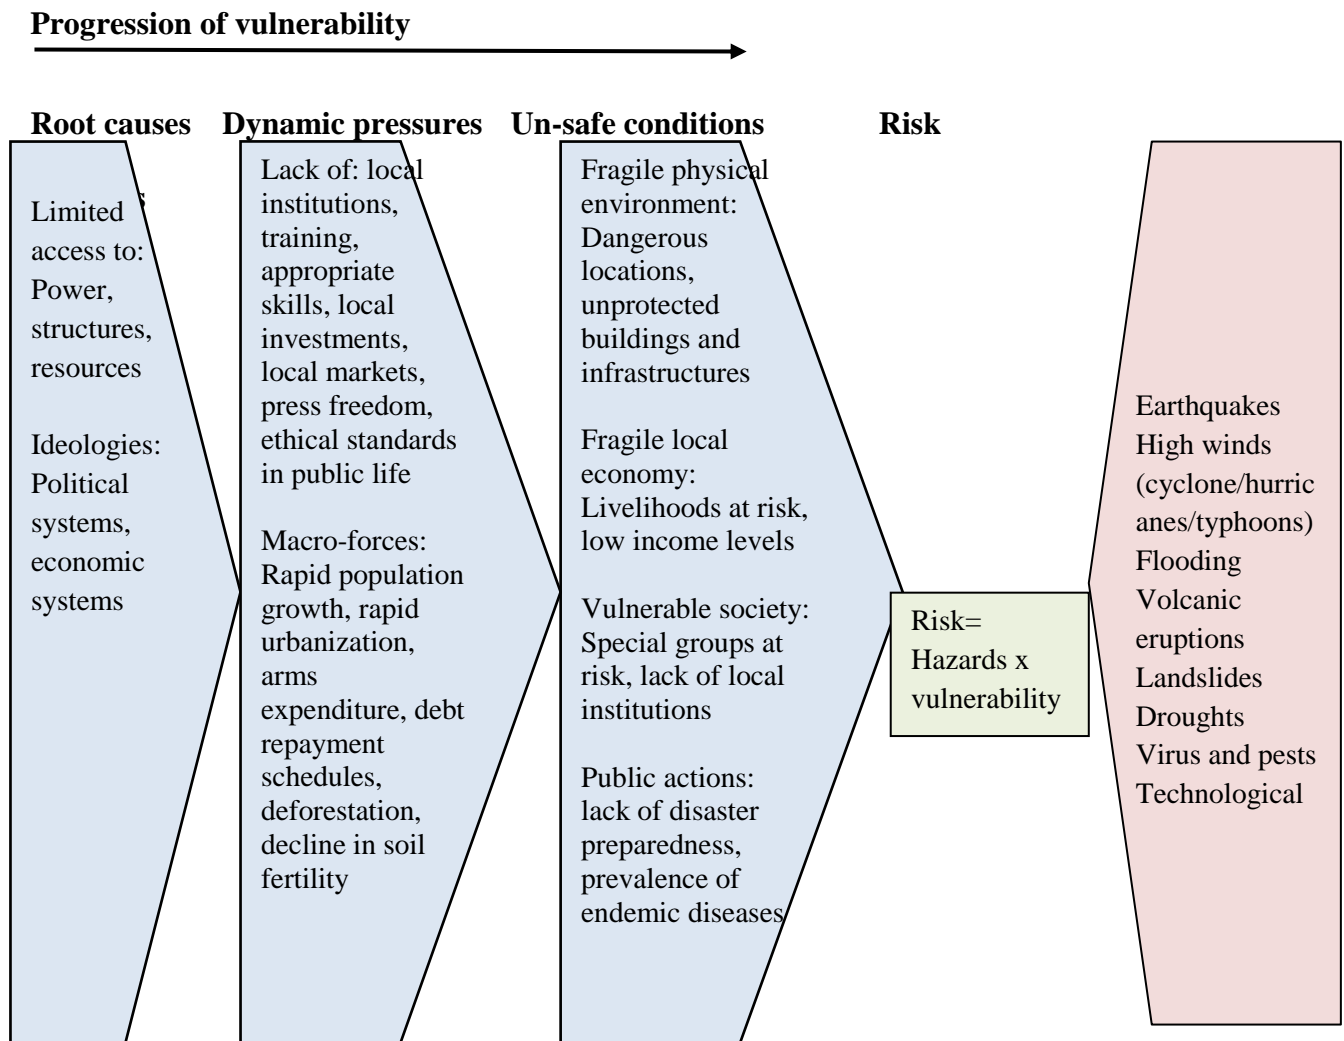 Progression of vulnerability
Root causes
Dynamic pressures
Un-safe conditions
Risk
Limited
access to:
Power,
structures,
resources
Ideologies:
Political
systems,
economic
systems
Lack of: local
institutions,
training,
appropriate
skills, local
investments,
local markets,
press freedom,
ethical standards
in public life
Macro-forces:
Rapid population
growth, rapid
urbanization,
arms
expenditure, debt
repayment
schedules,
deforestation,
decline in soil
fertility
Fragile physical
environment:
Dangerous
locations,
unprotected
buildings and
infrastructures
Fragile local
economy:
Livelihoods at risk,
low income levels
Vulnerable society:
Special groups at
risk, lack of local
institutions
Public actions:
lack of disaster
preparedness,
prevalence of
endemic diseases
Risk=
Hazards x
vulnerability
Earthquakes
High winds
(cyclone/hurric
anes/typhoons)
Flooding
Volcanic
eruptions
Landslides
Droughts
Virus and pests
Technological